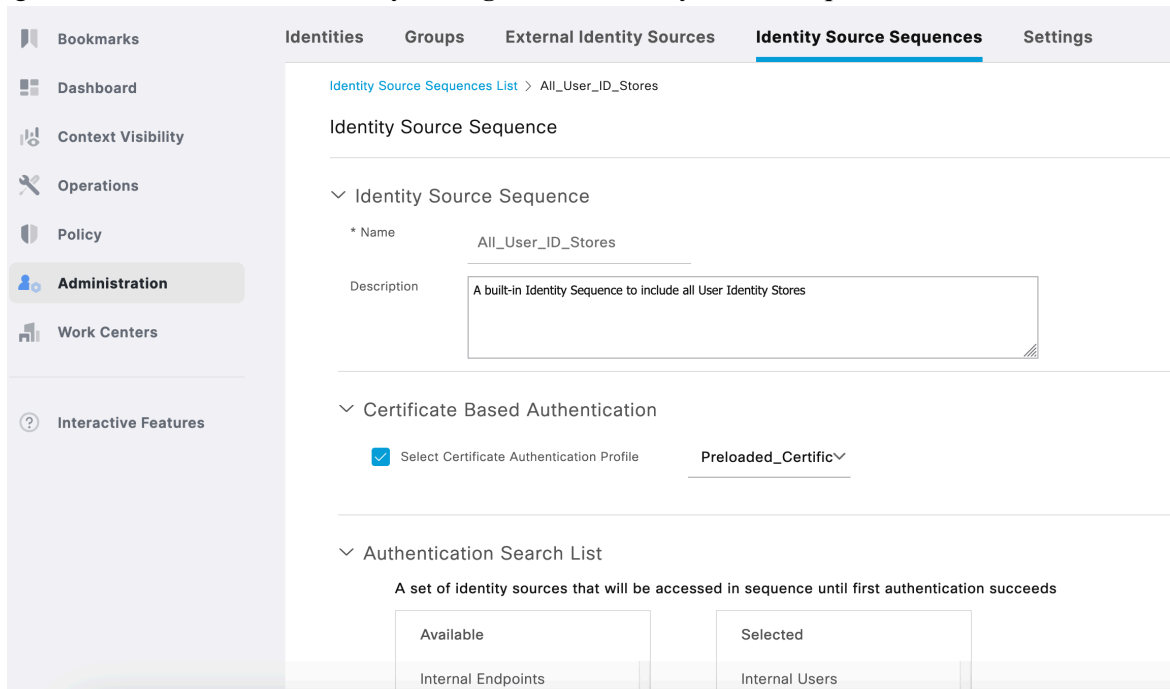 Bookmarks
Dashboard
Context Visibility
Operations
Policy
Administration
Work Centers
Interactive Features
Identities Groups External Identity Sources Identity Source Sequences Settings
Identity Source Sequences List > All_User_ID_Stores
Identity Source Sequence
Identity Source Sequence
* Name
All_User_ID_Stores
Description
A built-in Identity Sequence to include all User Identity Stores
Certificate Based Authentication
Select Certificate Authentication Profile
Preloaded_Certific
Authentication Search List
A set of identity sources that will be accessed in sequence until first authentication succeeds
Available
Internal Endpoints
Selected
Internal Users